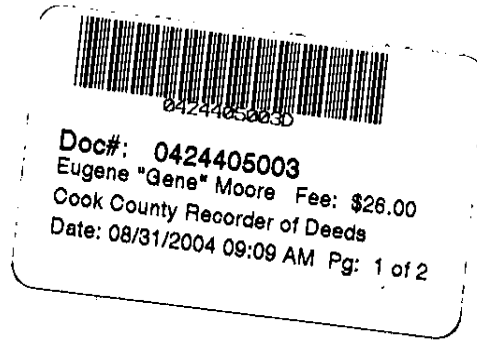 0424405003D
Doc#: 0424405003
Eugene "Gene" Moore Fee: $26.00
Cook County Recorder of Deeds
Date: 08/31/2004 09:09 AM Pg: 1 of 2